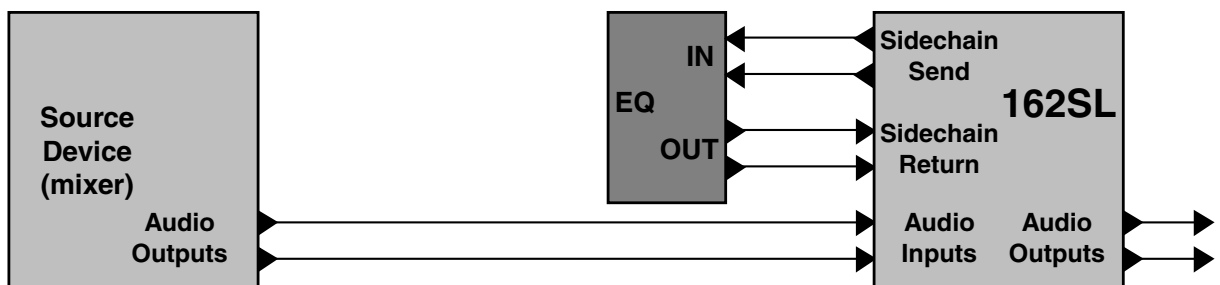 Source
Device
(mixer)
Audio
Outputs
EQ
IN
OUT
Sidechain
Send
162SL
Sidechain
Return
Audio
Inputs
Audio
Outputs